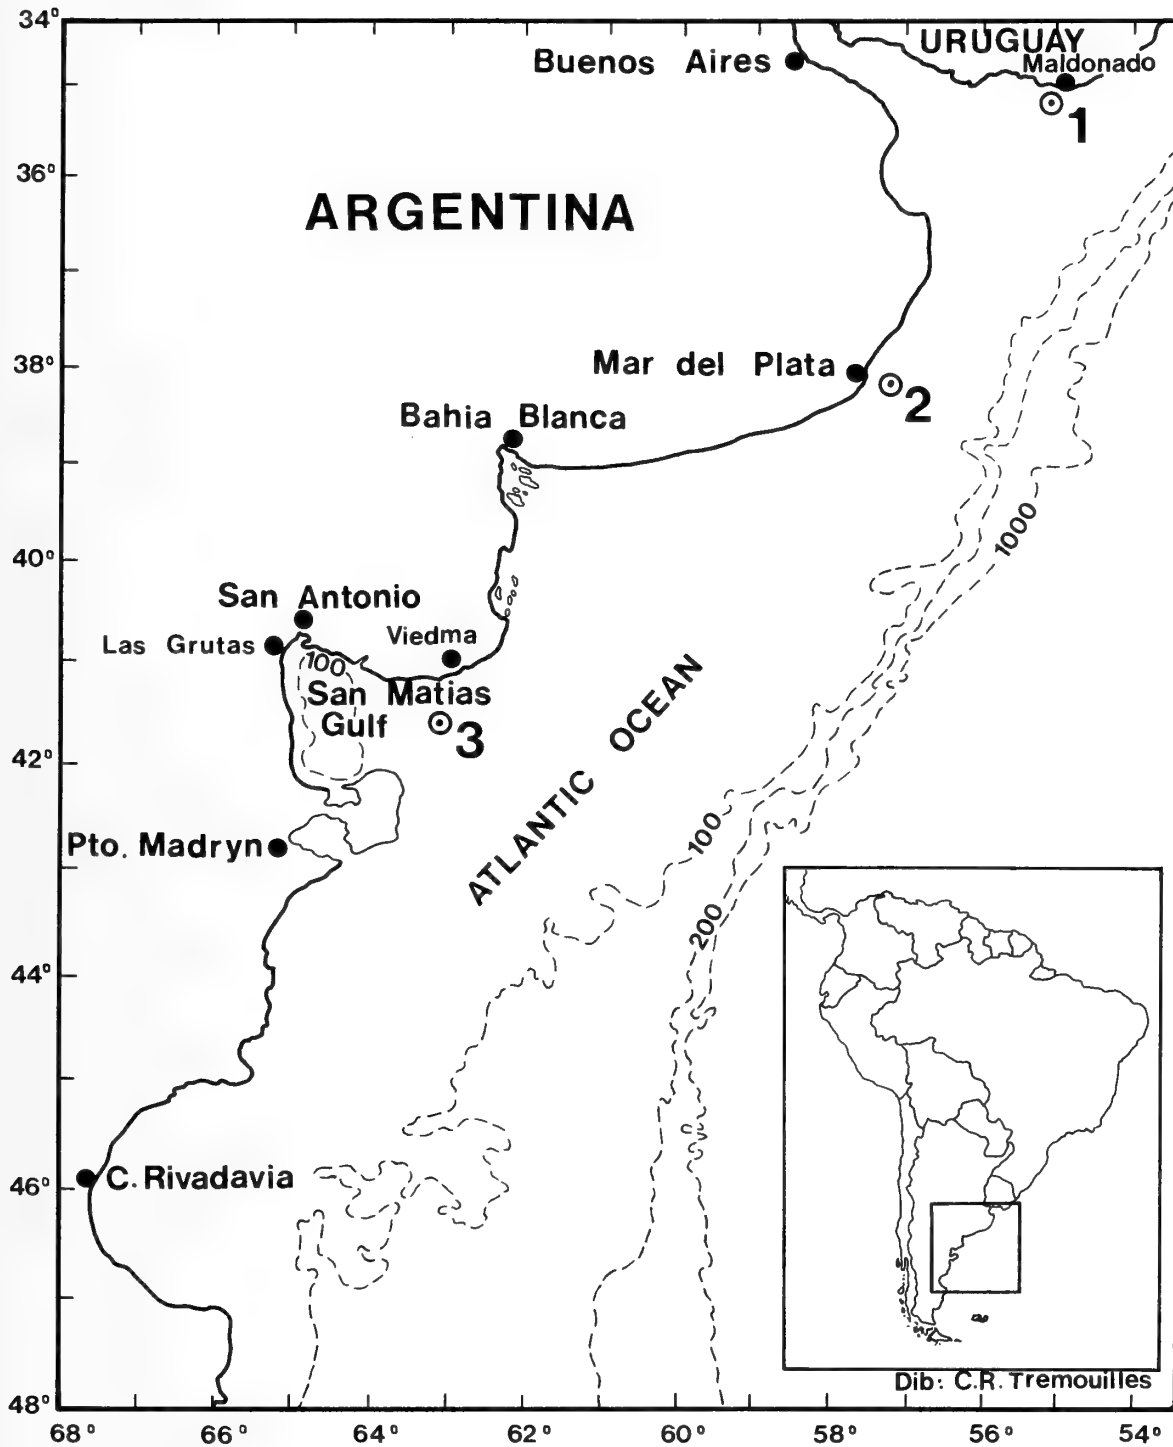 34°
URUGUAY
Buenos Aires
Maldonado
1
36°
ARGENTINA
38°
Mar del Plata
2
Bahia Blanca
1000
40°
San Antonio
Las Grutas
Viedma
100
San Matias
Gulf
3
ATLANTIC OCEAN
42°
100
Pto. Madryn
200
44°
46°
C. Rivadavia
48°
Dib: C.R. Tremouilles
68° 66° 64° 62° 60° 58° 56° 54°